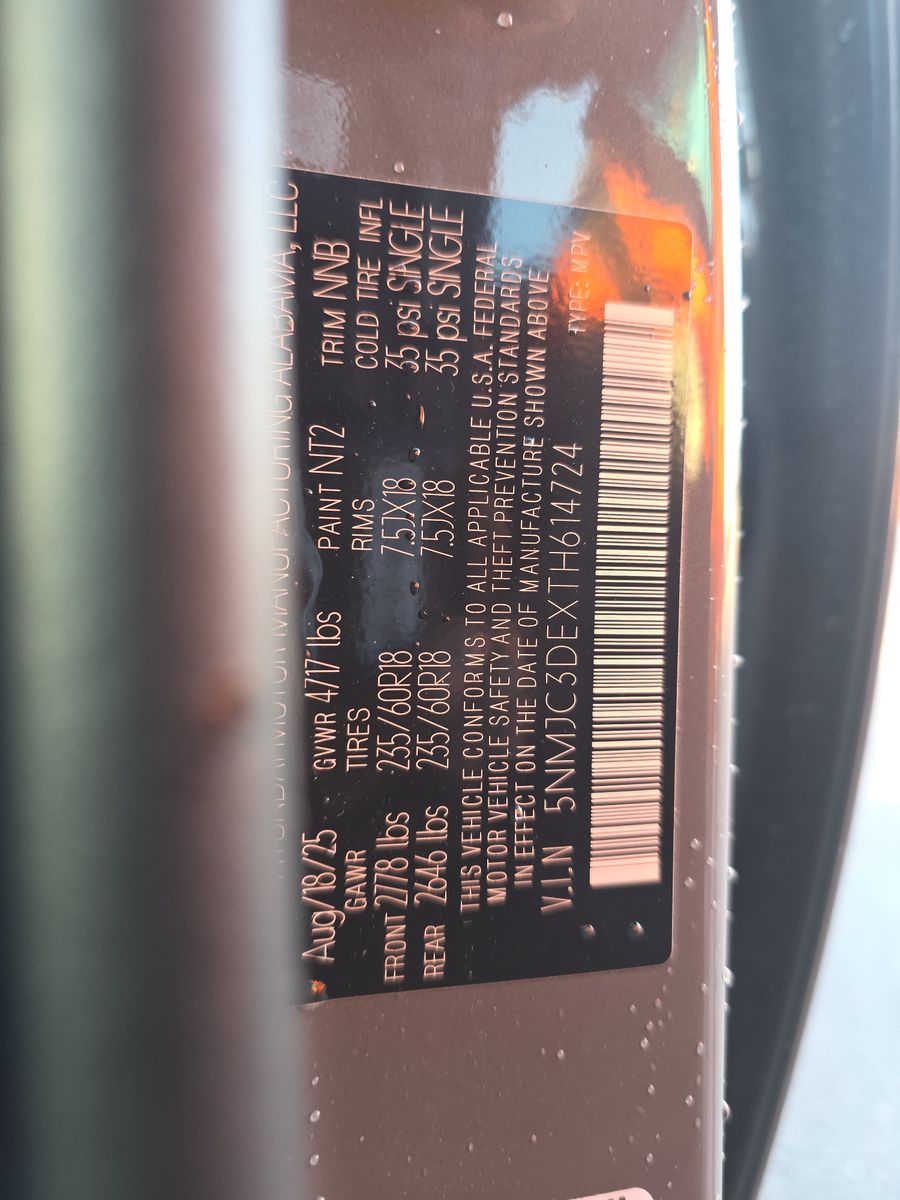 MOTOR MANUFACTURING ALABAMA, LLC.
Aug/18/25 GVWR 4717 lbs PAINT NT2 TRIM NNB
GAWR TIRES RIMS COLD TIRE INFL
FRONT 2778 lbs 235/60R18 7.5JX18 35 psi SINGLE
REAR 2646 lbs 235/60R18 7.5JX18 35 psi SINGLE
THIS VEHICLE CONFORMS TO ALL APPLICABLE U.S.A. FEDERAL
MOTOR VEHICLE SAFETY AND THEFT PREVENTION STANDARDS
IN EFFECT ON THE DATE OF MANUFACTURE SHOWN ABOVE
V.I.N 5NMJC3DEXTH614724 TYPE: MPV